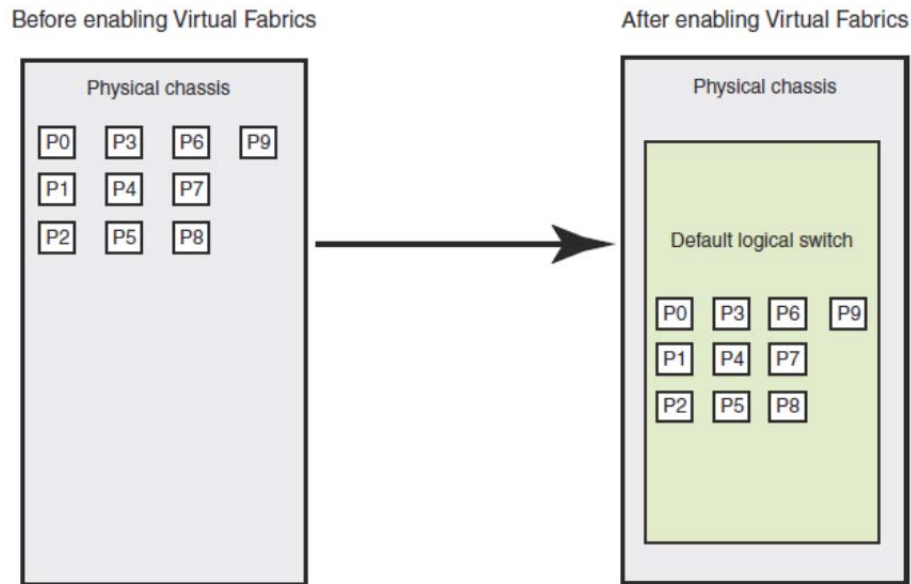 Before enabling Virtual Fabrics
Physical chassis
P0 P3 P6 P9
P1 P4 P7
P2 P5 P8
After enabling Virtual Fabrics
Physical chassis
Default logical switch
P0 P3 P6 P9
P1 P4 P7
P2 P5 P8